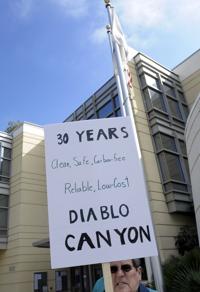 30 YEARS
Clean, Safe, Carbon-free
Reliable, Low-Cost
DIABLO
CANYON